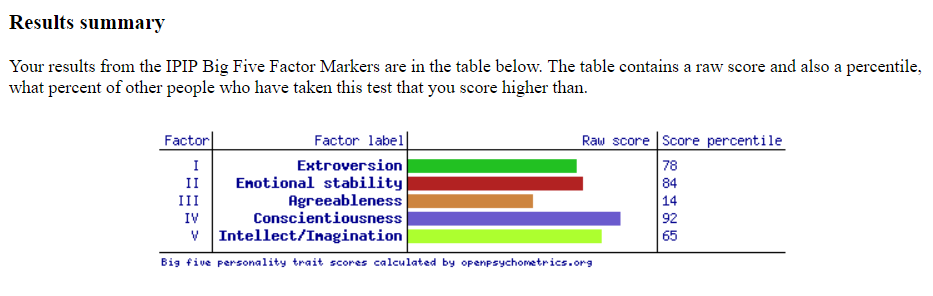 Results summary
Your results from the IPIP Big Five Factor Markers are in the table below. The table contains a raw score and also a percentile,
what percent of other people who have taken this test that you score higher than.
Factor Factor label Raw score Score percentile
I Extroversion 78
II Emotional stability 84
III Agreeableness 14
IV Conscientiousness 92
V Intellect/Imagination 65
Big five personality trait scores calculated by openpsychometrics.org